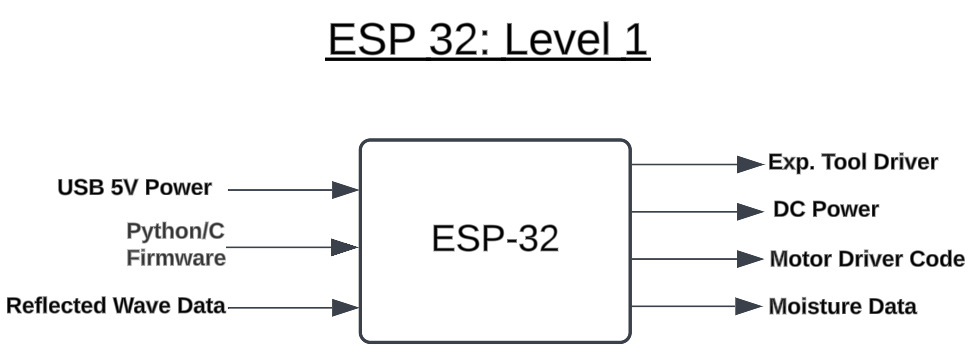 ESP 32: Level 1
USB 5V Power
Python/C
Firmware
Reflected Wave Data
ESP-32
Exp. Tool Driver
DC Power
Motor Driver Code
Moisture Data